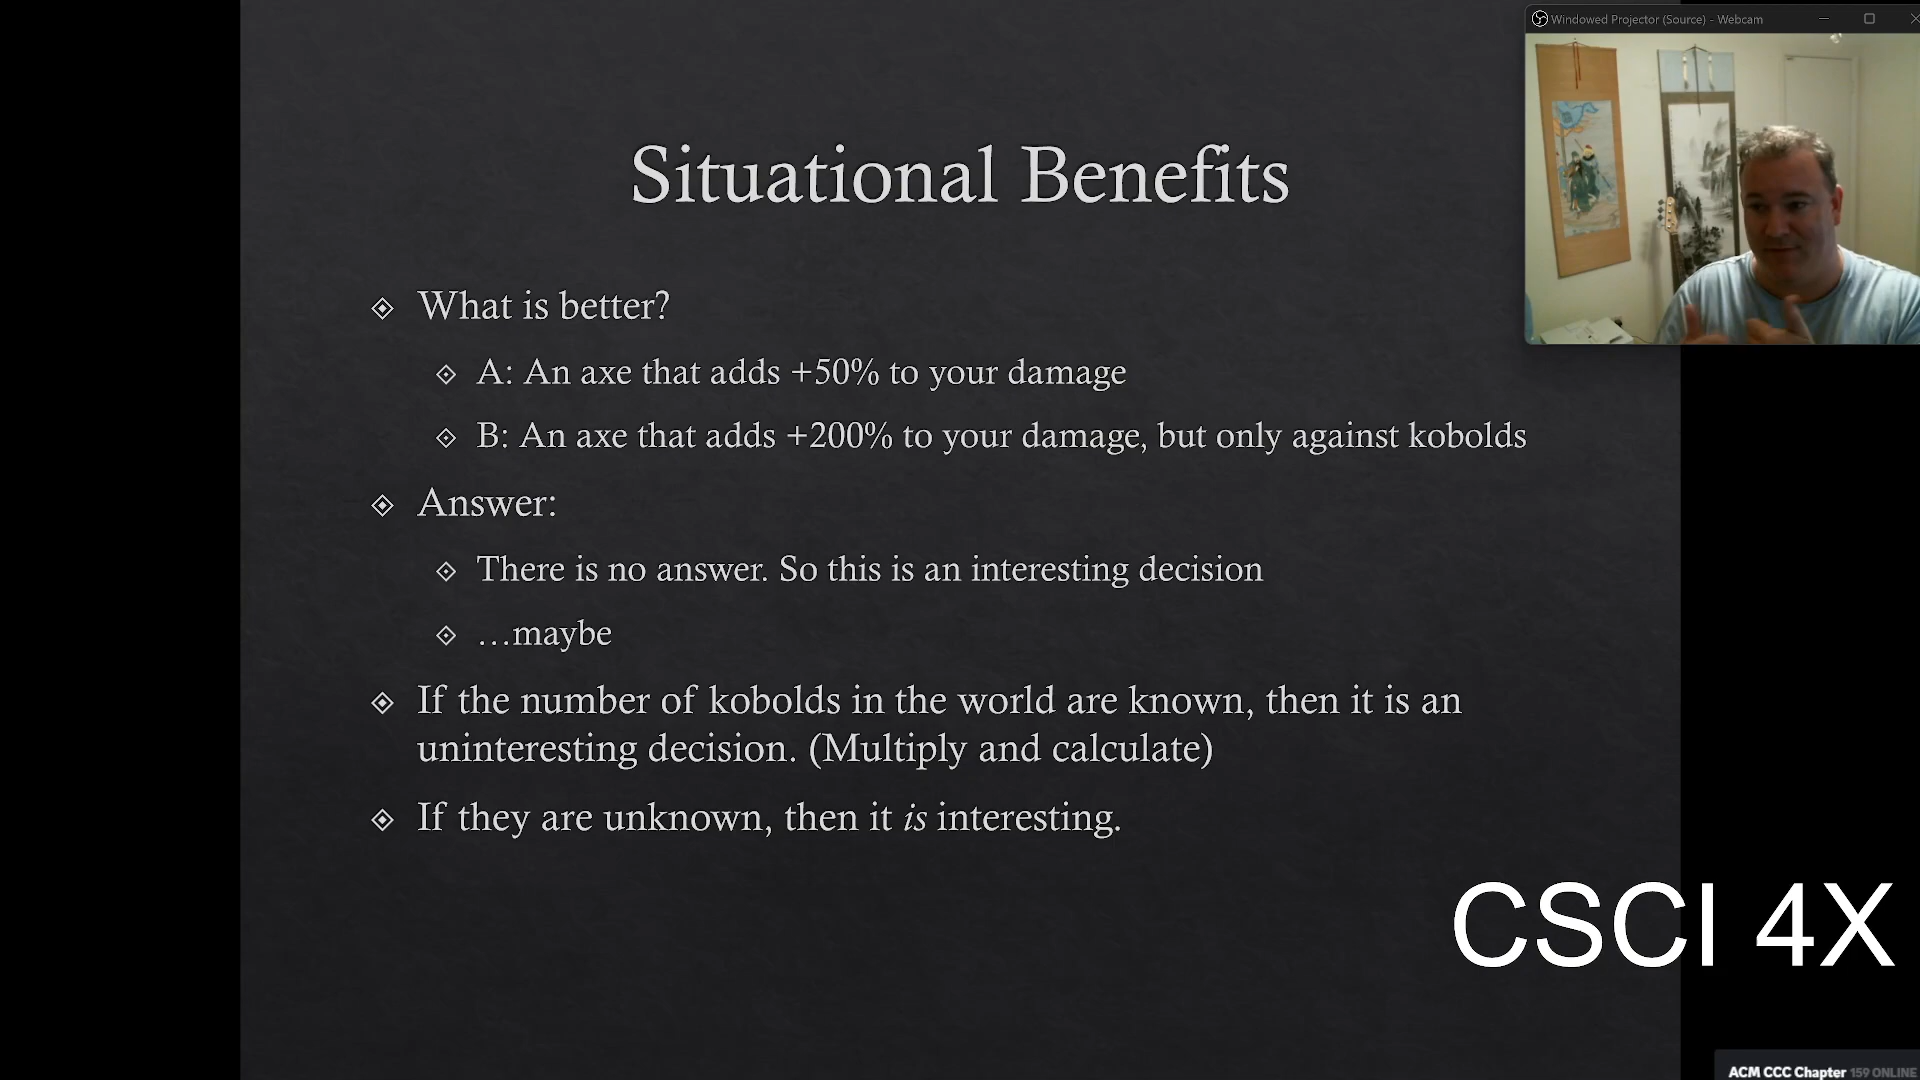 Windowed Projector (Source) - Webcam
Situational Benefits
What is better?
A: An axe that adds +50% to your damage
B: An axe that adds +200% to your damage, but only against kobolds
Answer:
There is no answer. So this is an interesting decision
…maybe
If the number of kobolds in the world are known, then it is an
uninteresting decision. (Multiply and calculate)
If they are unknown, then it is interesting.
CSCI 4X
ACM CCC Chapter 159 ONLINE